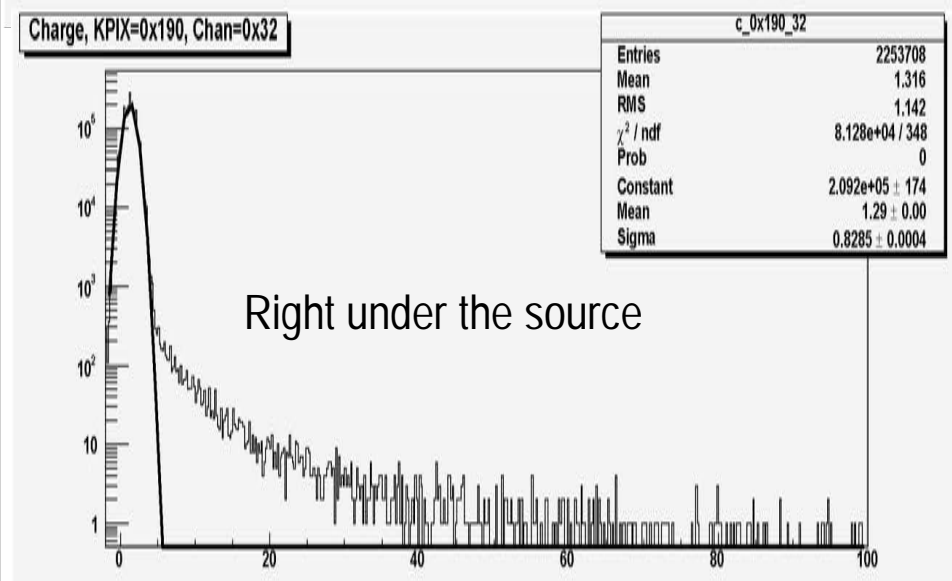 Charge, KPIX=0x190, Chan=0x32
c_0x190_32
Entries 2253708
Mean 1.316
RMS 1.142
χ² / ndf 8.128e+04 / 348
Prob 0
Constant 2.092e+05 ± 174
Mean 1.29 ± 0.00
Sigma 0.8285 ± 0.0004
Right under the source
10⁵
10⁴
10³
10²
10
1
0 20 40 60 80 100